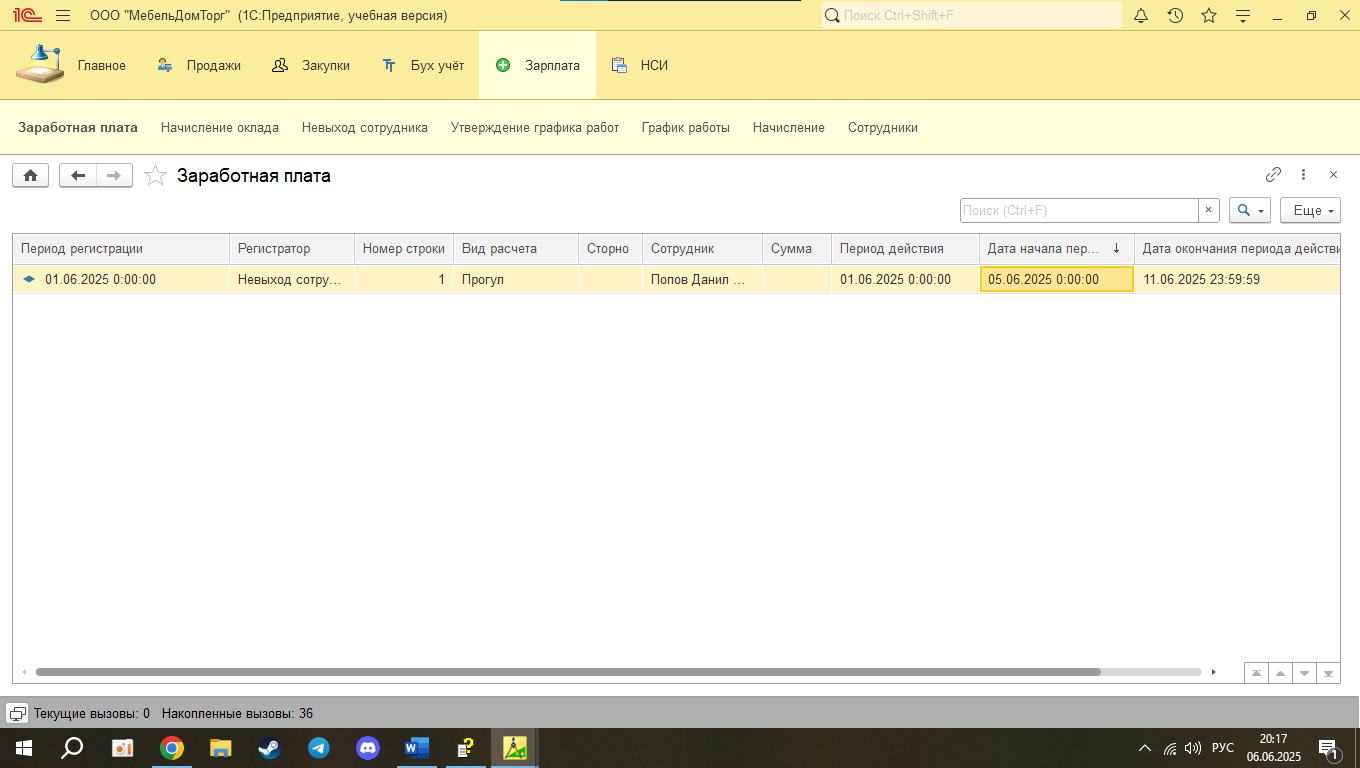 1С ООО "МебельДомТорг" (1С:Предприятие, учебная версия) Поиск Ctrl+Shift+F
Главное Продажи Закупки Бух учёт Зарплата НСИ
Заработная плата Начисление оклада Невыход сотрудника Утверждение графика работ График работы Начисление Сотрудники
Заработная плата
Поиск (Ctrl+F) × Еще
Период регистрации Регистратор Номер строки Вид расчета Сторно Сотрудник Сумма Период действия Дата начала пер... ↓ Дата окончания периода действи
01.06.2025 0:00:00 Невыход сотру... 1 Прогул Попов Данил ... 01.06.2025 0:00:00 05.06.2025 0:00:00 11.06.2025 23:59:59
Текущие вызовы: 0 Накопленные вызовы: 36
РУС 20:17
06.06.2025 1